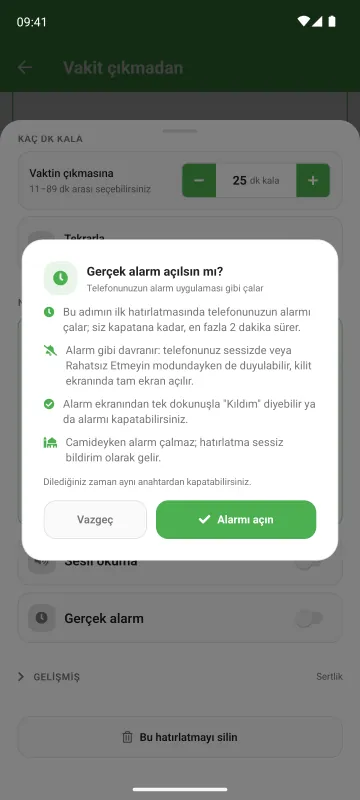 09:41
Vakit çıkmadan
KAÇ DK KALA
Vaktin çıkmasına
11–89 dk arası seçebilirsiniz
25 dk kala
Tekrarla
Gerçek alarm açılsın mı?
Telefonunuzun alarm uygulaması gibi çalar
Bu adımın ilk hatırlatmasında telefonunuzun alarmı
çalar; siz kapatana kadar, en fazla 2 dakika sürer.
Alarm gibi davranır: telefonunuz sessizde veya
Rahatsız Etmeyin modundayken de duyulabilir, kilit
ekranında tam ekran açılır.
Alarm ekranından tek dokunuşla "Kıldım" diyebilir ya
da alarmı kapatabilirsiniz.
Camideyken alarm çalmaz; hatırlatma sessiz
bildirim olarak gelir.
Dilediğiniz zaman aynı anahtardan kapatabilirsiniz.
Vazgeç
Alarmı açın
Sesli okuma
Gerçek alarm
GELİŞMİŞ
Sertlik
Bu hatırlatmayı silin